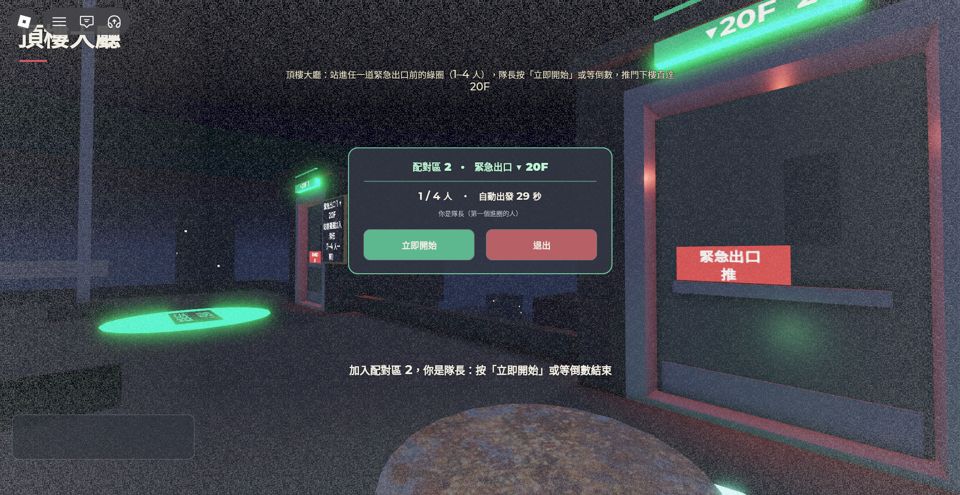 頂樓大廳
頂樓大廳：站進任一道緊急出口前的綠圈（1–4 人），隊長按「立即開始」或等倒數，推門下樓直達
20F
▼20F
配對區 2 • 緊急出口 ▼ 20F
1 / 4 人 • 自動出發 29 秒
你是隊長（第一個進圈的人）
立即開始
退出
緊急出口
推
加入配對區 2，你是隊長：按「立即開始」或等倒數結束